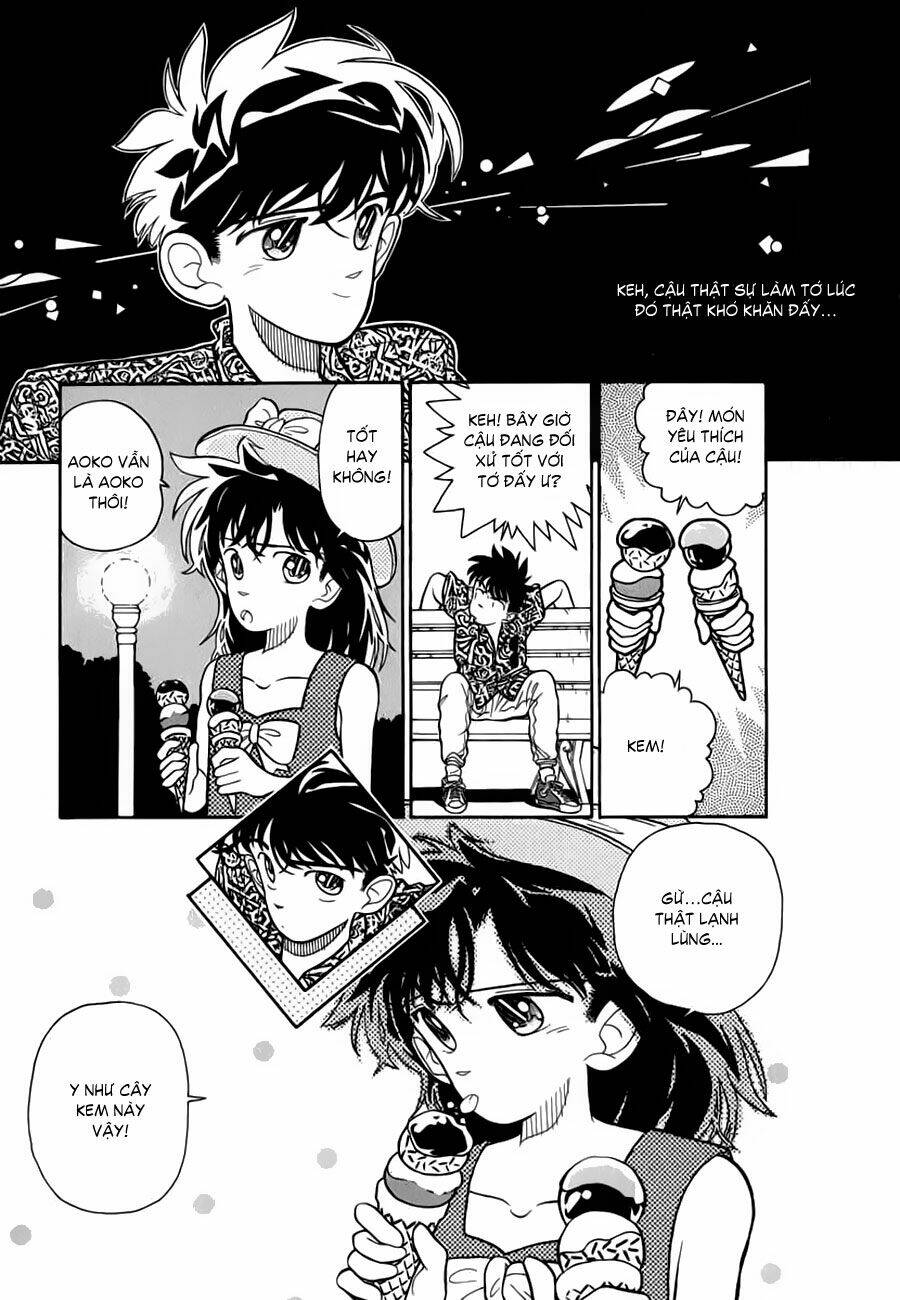 KEH, CẬU THẬT SỰ LÀM TỚ LÚC
ĐÓ THẬT KHÓ KHĂN ĐẤY...
ĐÂY! MÓN
YÊU THÍCH
CỦA CẬU!
KEM!
KEH! BÂY GIỜ
CẬU ĐANG ĐỐI
XỬ TỐT VỚI
TỚ ĐẤY Ư?
TỐT
HAY
KHÔNG!
AOKO VẪN
LÀ AOKO
THÔI!
GỪ...CẬU
THẬT LẠNH
LÙNG...
Y NHƯ CÂY
KEM NÀY
VẬY!